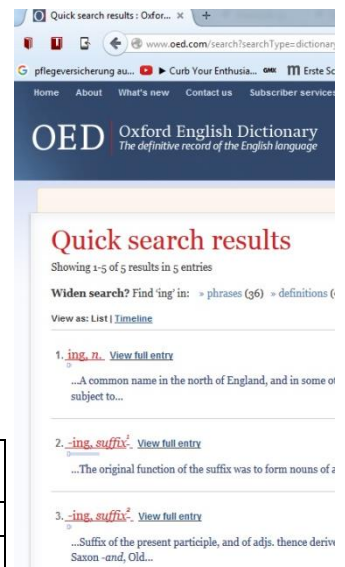 Quick search results : Oxfor... ×
www.oed.com/search?searchType=dictionar
pflegeversicherung au... ► Curb Your Enthusia... GMX Erste Sc
Home About What's new Contact us Subscriber services
OED Oxford English Dictionary
The definitive record of the English language
Quick search results
Showing 1-5 of 5 results in 5 entries
Widen search? Find 'ing' in: » phrases (36) » definitions (
View as: List | Timeline
1. ing, n. View full entry
...A common name in the north of England, and in some ot
subject to...
2. -ing, suffix¹ View full entry
...The original function of the suffix was to form nouns of a
3. -ing, suffix² View full entry
...Suffix of the present participle, and of adjs. thence derive
Saxon -and, Old...